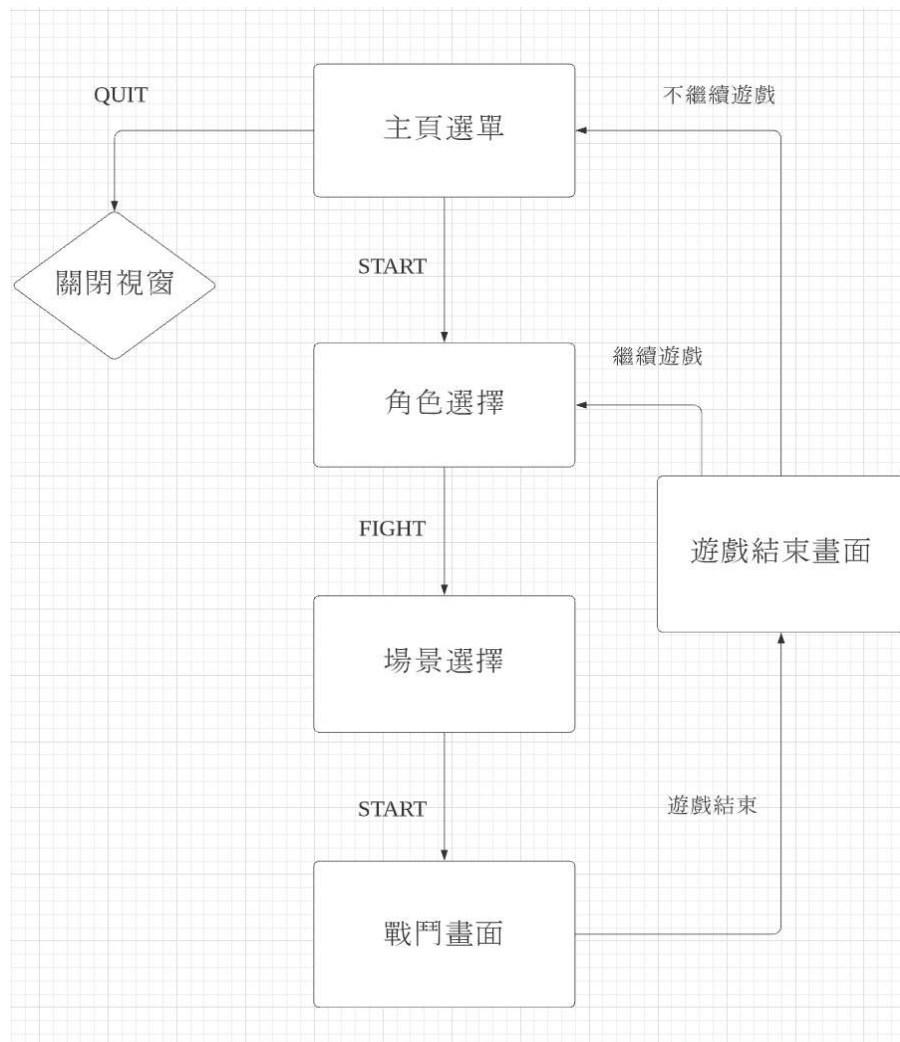 QUIT
主頁選單
不繼續遊戲
START
關閉視窗
角色選擇
繼續遊戲
FIGHT
遊戲結束畫面
場景選擇
START
遊戲結束
戰鬥畫面